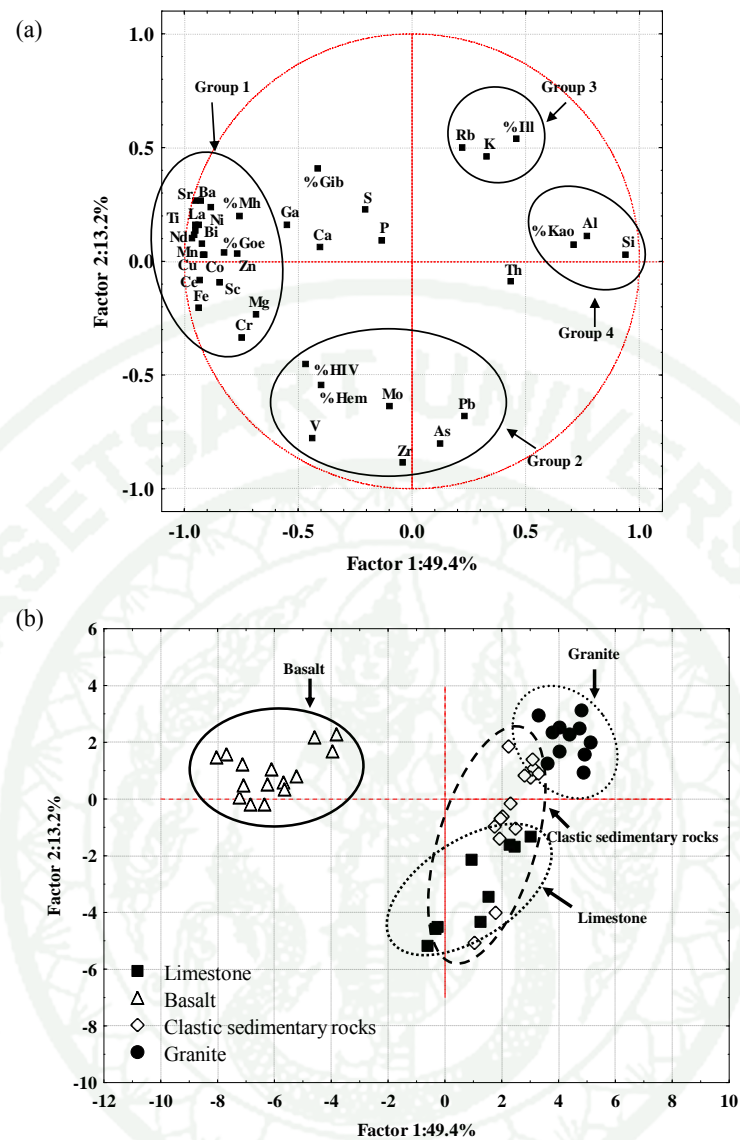 (a)
1.0
Group 1
Group 3
%Ill
Rb
K
0.5
%Gib
Sr
Ba
%Mh
S
Ti
La
Ni
Ga
P
%Kao
Al
Nd
Bi
Ca
Si
Mn
%Goe
0.0
Cu
Co
Zn
Th
Ce
Sc
Fe
Mg
Group 4
Cr
%HIV
-0.5
%Hem
Mo
Pb
V
As
Zr
Group 2
-1.0
Factor 2:13.2%
-1.0
-0.5
0.0
0.5
1.0
Factor 1:49.4%
(b)
6
Basalt
Granite
4
2
0
Clastic sedimentary rocks
-2
Limestone
-4
-6
Limestone
Basalt
-8
Clastic sedimentary rocks
Granite
-10
Factor 2:13.2%
-12
-10
-8
-6
-4
-2
0
2
4
6
8
10
Factor 1:49.4%